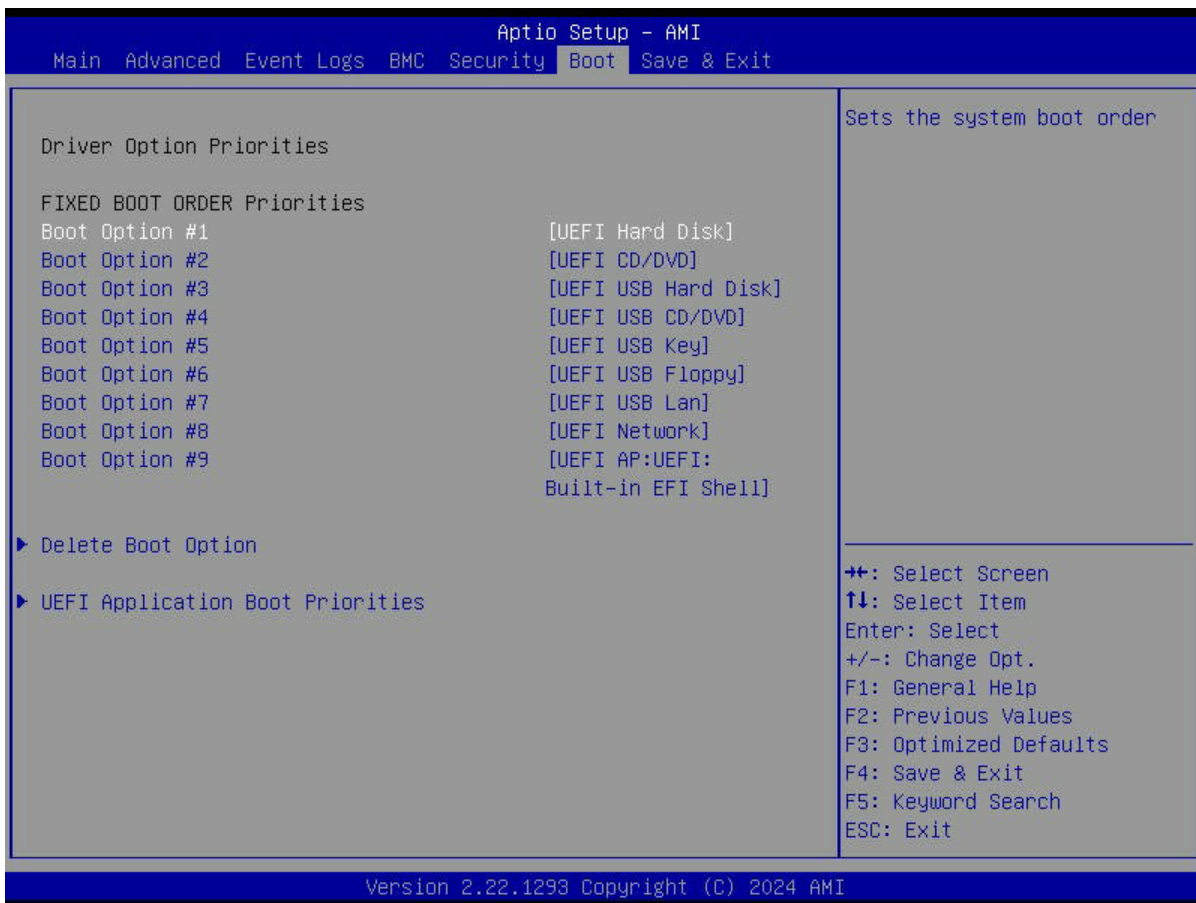 Aptio Setup – AMI
Main Advanced Event Logs BMC Security Boot Save & Exit
Driver Option Priorities
FIXED BOOT ORDER Priorities
Boot Option #1 [UEFI Hard Disk]
Boot Option #2 [UEFI CD/DVD]
Boot Option #3 [UEFI USB Hard Disk]
Boot Option #4 [UEFI USB CD/DVD]
Boot Option #5 [UEFI USB Key]
Boot Option #6 [UEFI USB Floppy]
Boot Option #7 [UEFI USB Lan]
Boot Option #8 [UEFI Network]
Boot Option #9 [UEFI AP:UEFI:
Built-in EFI Shell]
▶ Delete Boot Option
▶ UEFI Application Boot Priorities
Sets the system boot order
→←: Select Screen
↑↓: Select Item
Enter: Select
+/-: Change Opt.
F1: General Help
F2: Previous Values
F3: Optimized Defaults
F4: Save & Exit
F5: Keyword Search
ESC: Exit
Version 2.22.1293 Copyright (C) 2024 AMI